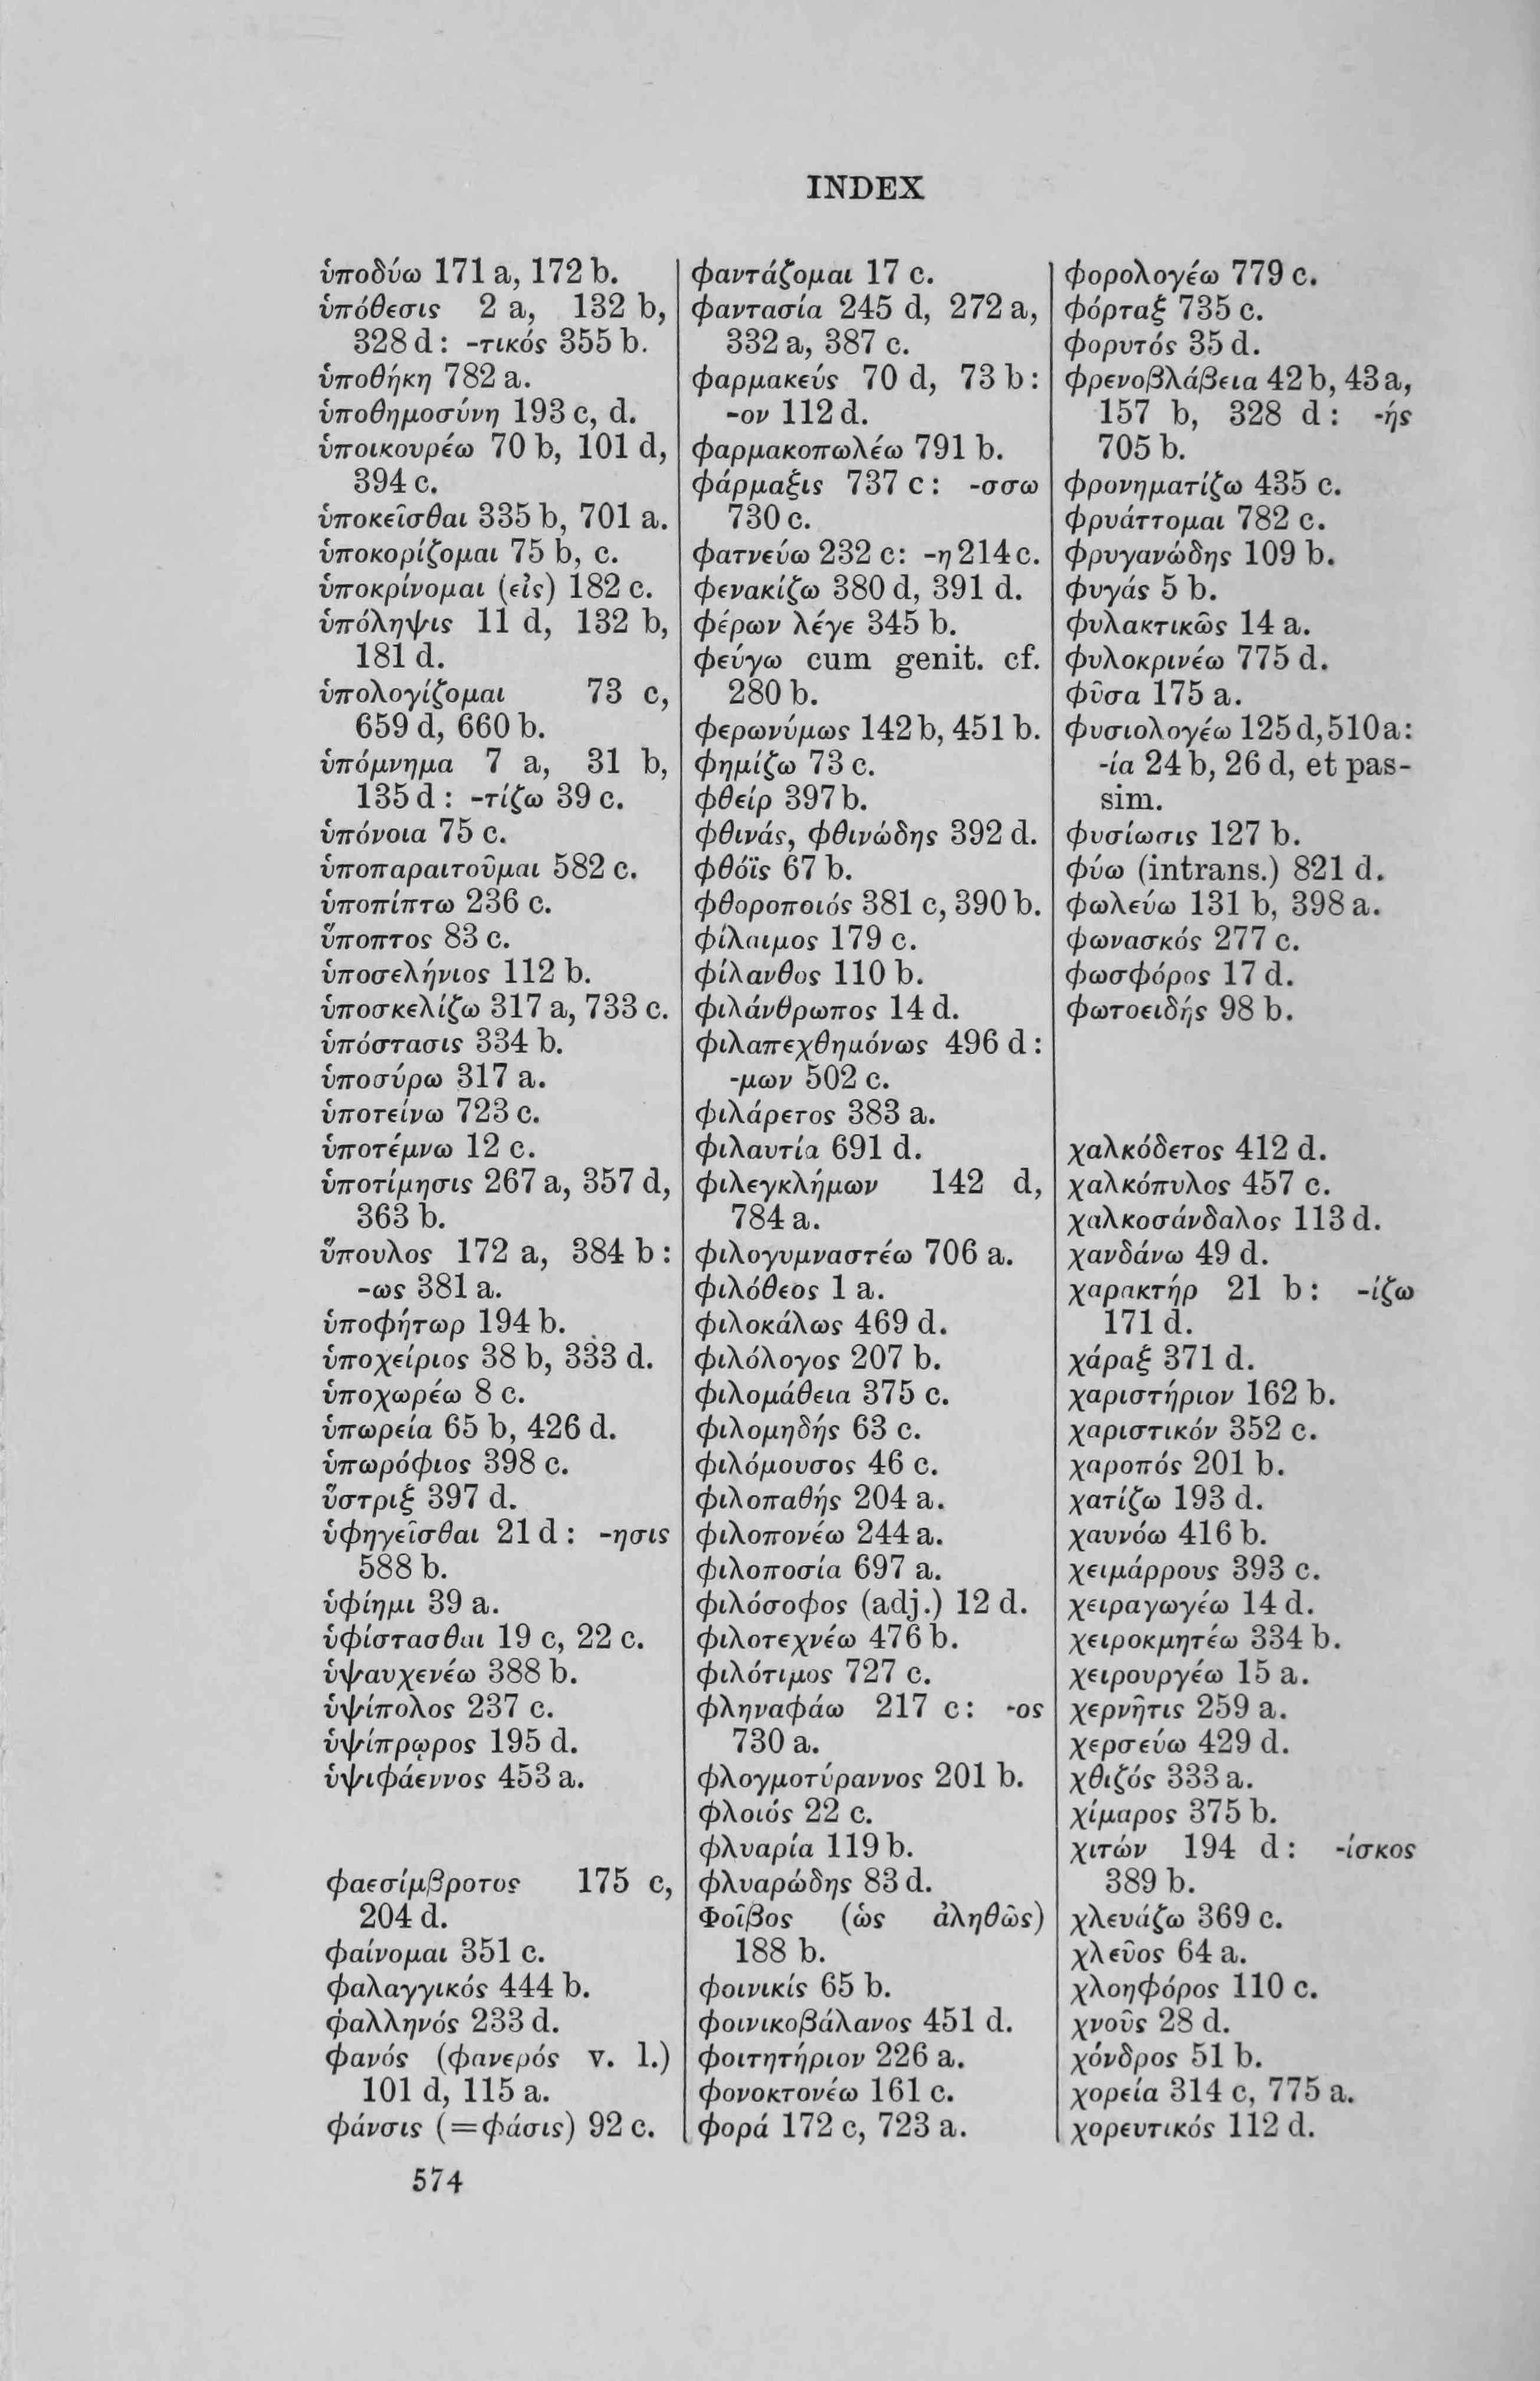 INDEX
ὑποδύω 171 a, 172 b.
ὑπόθεσις 2 a, 132 b,
328 d : -τικός 355 b.
ὑποθήκη 782 a.
ὑποθημοσύνη 193 c, d.
ὑποικουρέω 70 b, 101 d,
394 c.
ὑποκεῖσθαι 335 b, 701 a.
ὑποκορίζομαι 75 b, c.
ὑποκρίνομαι (εἰς) 182 c.
ὑπόληψις 11 d, 132 b,
181 d.
ὑπολογίζομαι 73 c,
659 d, 660 b.
ὑπόμνημα 7 a, 31 b,
135 d : -τίζω 39 c.
ὑπόνοια 75 c.
ὑποπαραιτοῦμαι 582 c.
ὑποπίπτω 236 c.
ὕποπτος 83 c.
ὑποσελήνιος 112 b.
ὑποσκελίζω 317 a, 733 c.
ὑπόστασις 334 b.
ὑποσύρω 317 a.
ὑποτείνω 723 c.
ὑποτέμνω 12 c.
ὑποτίμησις 267 a, 357 d,
363 b.
ὕπουλος 172 a, 384 b :
-ως 381 a.
ὑποφήτωρ 194 b.
ὑποχείριος 38 b, 333 d.
ὑποχωρέω 8 c.
ὑπωρεία 65 b, 426 d.
ὑπωρόφιος 398 c.
ὕστριξ 397 d.
ὑφηγεῖσθαι 21 d : -ησις
588 b.
ὑφίημι 39 a.
ὑφίστασθαι 19 c, 22 c.
ὑψαυχενέω 388 b.
ὑψίπολος 237 c.
ὑψίπρῳρος 195 d.
ὑψιφάεννος 453 a.
φαεσίμβροτος 175 c,
204 d.
φαίνομαι 351 c.
φαλαγγικός 444 b.
φαλληνός 233 d.
φανός (φανερός v. l.)
101 d, 115 a.
φάνσις (=φάσις) 92 c.
φαντάζομαι 17 c.
φαντασία 245 d, 272 a,
332 a, 387 c.
φαρμακεύς 70 d, 73 b :
-ον 112 d.
φαρμακοπωλέω 791 b.
φάρμαξις 737 c : -σσω
730 c.
φατνεύω 232 c: -η 214 c.
φενακίζω 380 d, 391 d.
φέρων λέγε 345 b.
φεύγω cum genit. cf.
280 b.
φερωνύμως 142 b, 451 b.
φημίζω 73 c.
φθείρ 397 b.
φθινάς, φθινώδης 392 d.
φθόϊς 67 b.
φθοροποιός 381 c, 390 b.
φίλαιμος 179 c.
φίλανθος 110 b.
φιλάνθρωπος 14 d.
φιλαπεχθημόνως 496 d :
-μων 502 c.
φιλάρετος 383 a.
φιλαυτία 691 d.
φιλεγκλήμων 142 d,
784 a.
φιλογυμναστέω 706 a.
φιλόθεος 1 a.
φιλοκάλως 469 d.
φιλόλογος 207 b.
φιλομάθεια 375 c.
φιλομηδής 63 c.
φιλόμουσος 46 c.
φιλοπαθής 204 a.
φιλοπονέω 244 a.
φιλοποσία 697 a.
φιλόσοφος (adj.) 12 d.
φιλοτεχνέω 476 b.
φιλότιμος 727 c.
φληναφάω 217 c : -ος
730 a.
φλογμοτύραννος 201 b.
φλοιός 22 c.
φλυαρία 119 b.
φλυαρώδης 83 d.
Φοῖβος (ὡς ἀληθῶς)
188 b.
φοινικίς 65 b.
φοινικοβάλανος 451 d.
φοιτητήριον 226 a.
φονοκτονέω 161 c.
φορά 172 c, 723 a.
φορολογέω 779 c.
φόρταξ 735 c.
φορυτός 35 d.
φρενοβλάβεια 42 b, 43 a,
157 b, 328 d : -ής
705 b.
φρονηματίζω 435 c.
φρυάττομαι 782 c.
φρυγανώδης 109 b.
φυγάς 5 b.
φυλακτικῶς 14 a.
φυλοκρινέω 775 d.
φῦσα 175 a.
φυσιολογέω 125 d, 510 a :
-ία 24 b, 26 d, et pas-
sim.
φυσίωσις 127 b.
φύω (intrans.) 821 d.
φωλεύω 131 b, 398 a.
φωνασκός 277 c.
φωσφόρος 17 d.
φωτοειδής 98 b.
χαλκόδετος 412 d.
χαλκόπυλος 457 c.
χαλκοσάνδαλος 113 d.
χανδάνω 49 d.
χαρακτήρ 21 b : -ίζω
171 d.
χάραξ 371 d.
χαριστήριον 162 b.
χαριστικόν 352 c.
χαροπός 201 b.
χατίζω 193 d.
χαυνόω 416 b.
χειμάρρους 393 c.
χειραγωγέω 14 d.
χειροκμητέω 334 b.
χειρουργέω 15 a.
χερνῆτις 259 a.
χερσεύω 429 d.
χθιζός 333 a.
χίμαρος 375 b.
χιτών 194 d : -ίσκος
389 b.
χλευάζω 369 c.
χλεῦος 64 a.
χλοηφόρος 110 c.
χνοῦς 28 d.
χόνδρος 51 b.
χορεία 314 c, 775 a.
χορευτικός 112 d.
574